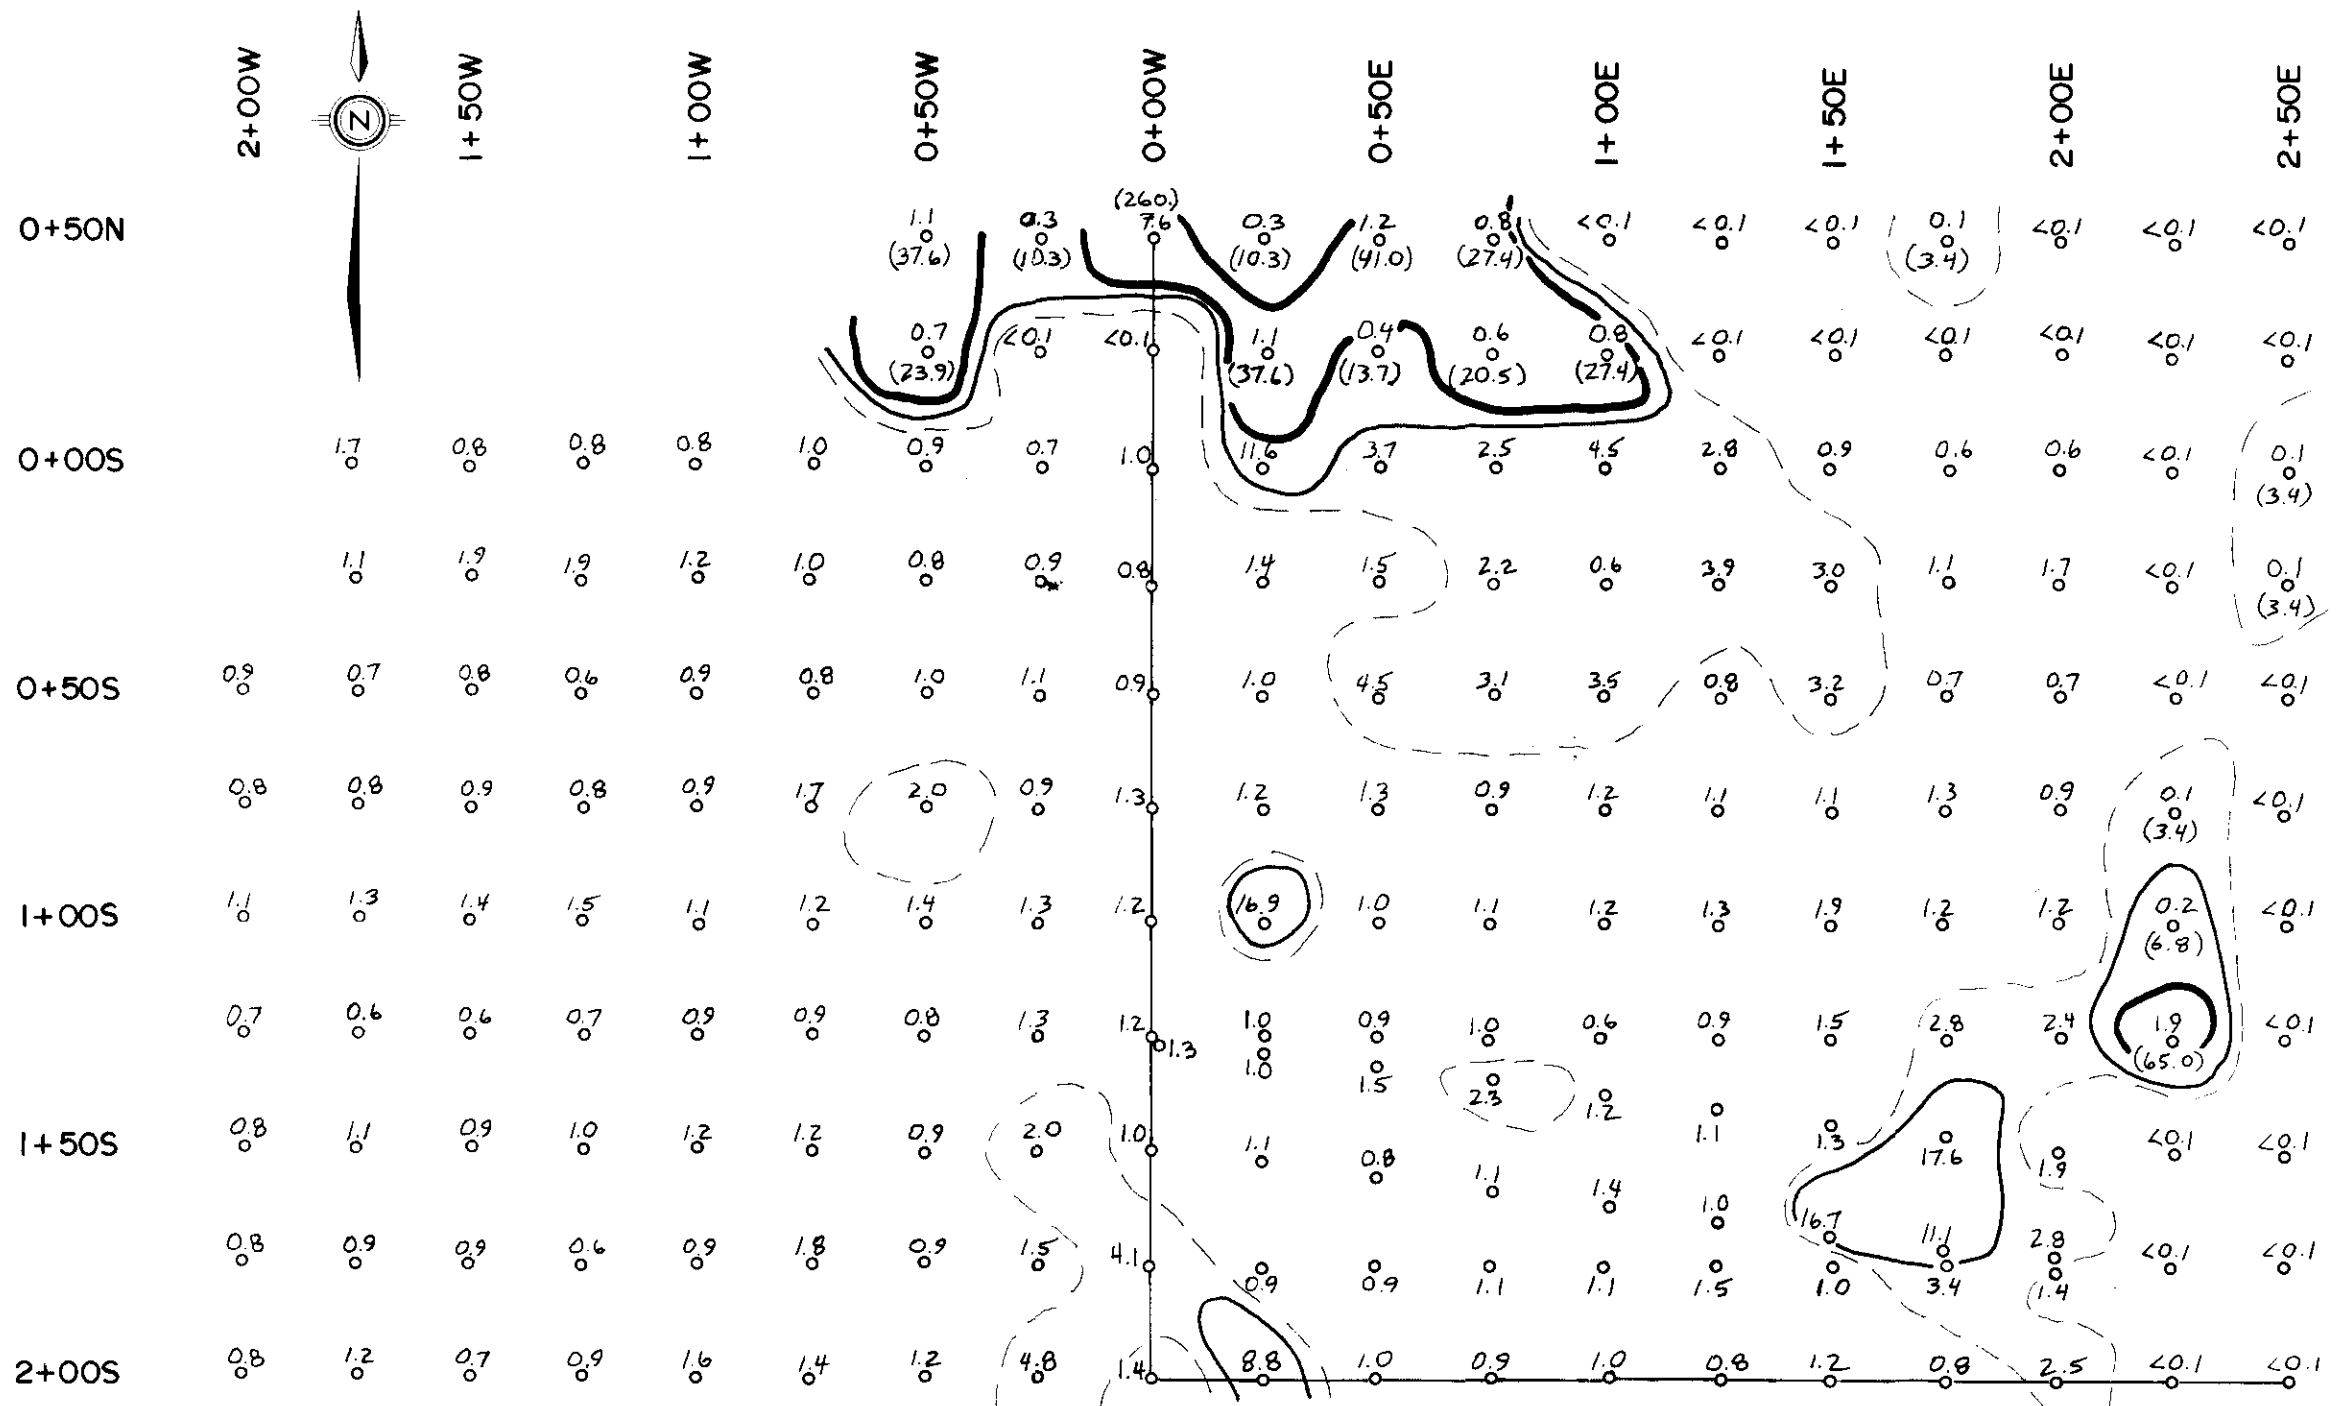 2+00W 1+50W 1+00W 0+50W 0+00W 0+50E 1+00E 1+50E 2+00E 2+50E
N
(260.)
0+50N 1.1 0.3 7.6 0.3 1.2 0.8 <0.1 <0.1 <0.1 0.1 <0.1 <0.1 <0.1
(37.6) (10.3) (10.3) (41.0) (27.4) (3.4)
0.7 <0.1 <0.1 1.1 0.4 0.6 0.8 <0.1 <0.1 <0.1 <0.1 <0.1 <0.1
(23.9) (37.6) (13.7) (20.5) (27.4)
0+00S 1.7 0.8 0.8 0.8 1.0 0.9 0.7 1.0 11.6 3.7 2.5 4.5 2.8 0.9 0.6 0.6 <0.1 0.1
(3.4)
1.1 1.9 1.9 1.2 1.0 0.8 0.9 0.8 1.4 1.5 2.2 0.6 3.9 3.0 1.1 1.7 <0.1 0.1
(3.4)
0+50S 0.9 0.7 0.8 0.6 0.9 0.8 1.0 1.1 0.9 1.0 4.5 3.1 3.5 0.8 3.2 0.7 0.7 <0.1 <0.1
0.8 0.8 0.9 0.8 0.9 1.7 2.0 0.9 1.3 1.2 1.3 0.9 1.2 1.1 1.1 1.3 0.9 0.1 <0.1
(3.4)
1+00S 1.1 1.3 1.4 1.5 1.1 1.2 1.4 1.3 1.2 16.9 1.0 1.1 1.2 1.3 1.9 1.2 1.2 0.2 <0.1
(6.8)
0.7 0.6 0.6 0.7 0.9 0.9 0.8 1.3 1.2 1.0 0.9 1.0 0.6 0.9 1.5 2.8 2.4 1.9 <0.1
1.3 1.0 1.5 2.3 1.2 1.1 1.3 (65.0)
1+50S 0.8 1.1 0.9 1.0 1.2 1.2 0.9 2.0 1.0 1.1 0.8 1.1 1.4 1.0 16.7 17.6 1.9 <0.1 <0.1
0.8 0.9 0.9 0.6 0.9 1.8 0.9 1.5 4.1 11.1 2.8 <0.1 <0.1
0.9 0.9 1.1 1.1 1.5 1.0 3.4 1.4
2+00S 0.8 1.2 0.7 0.9 1.6 1.4 1.2 4.8 1.4 8.8 1.0 0.9 1.0 0.8 1.2 0.8 2.5 <0.1 <0.1